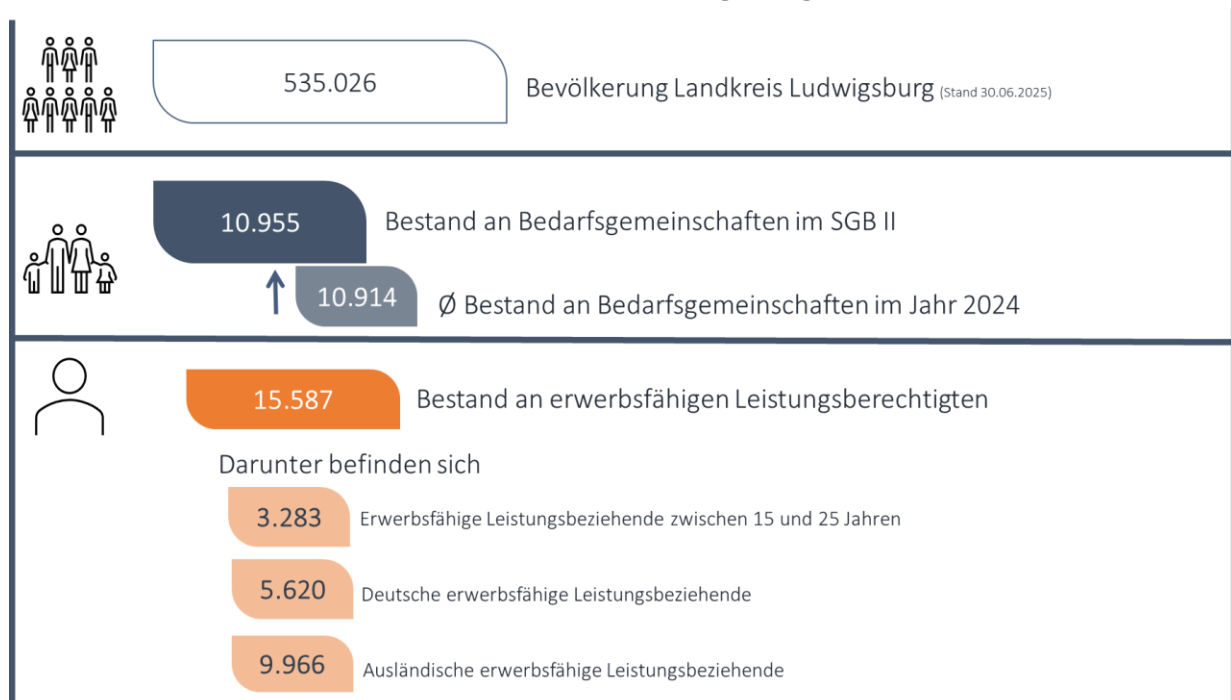 535.026
Bevölkerung Landkreis Ludwigsburg (Stand 30.06.2025)
10.955
Bestand an Bedarfsgemeinschaften im SGB II
10.914
Ø Bestand an Bedarfsgemeinschaften im Jahr 2024
15.587
Bestand an erwerbsfähigen Leistungsberechtigten
Darunter befinden sich
3.283
Erwerbsfähige Leistungsbeziehende zwischen 15 und 25 Jahren
5.620
Deutsche erwerbsfähige Leistungsbeziehende
9.966
Ausländische erwerbsfähige Leistungsbeziehende